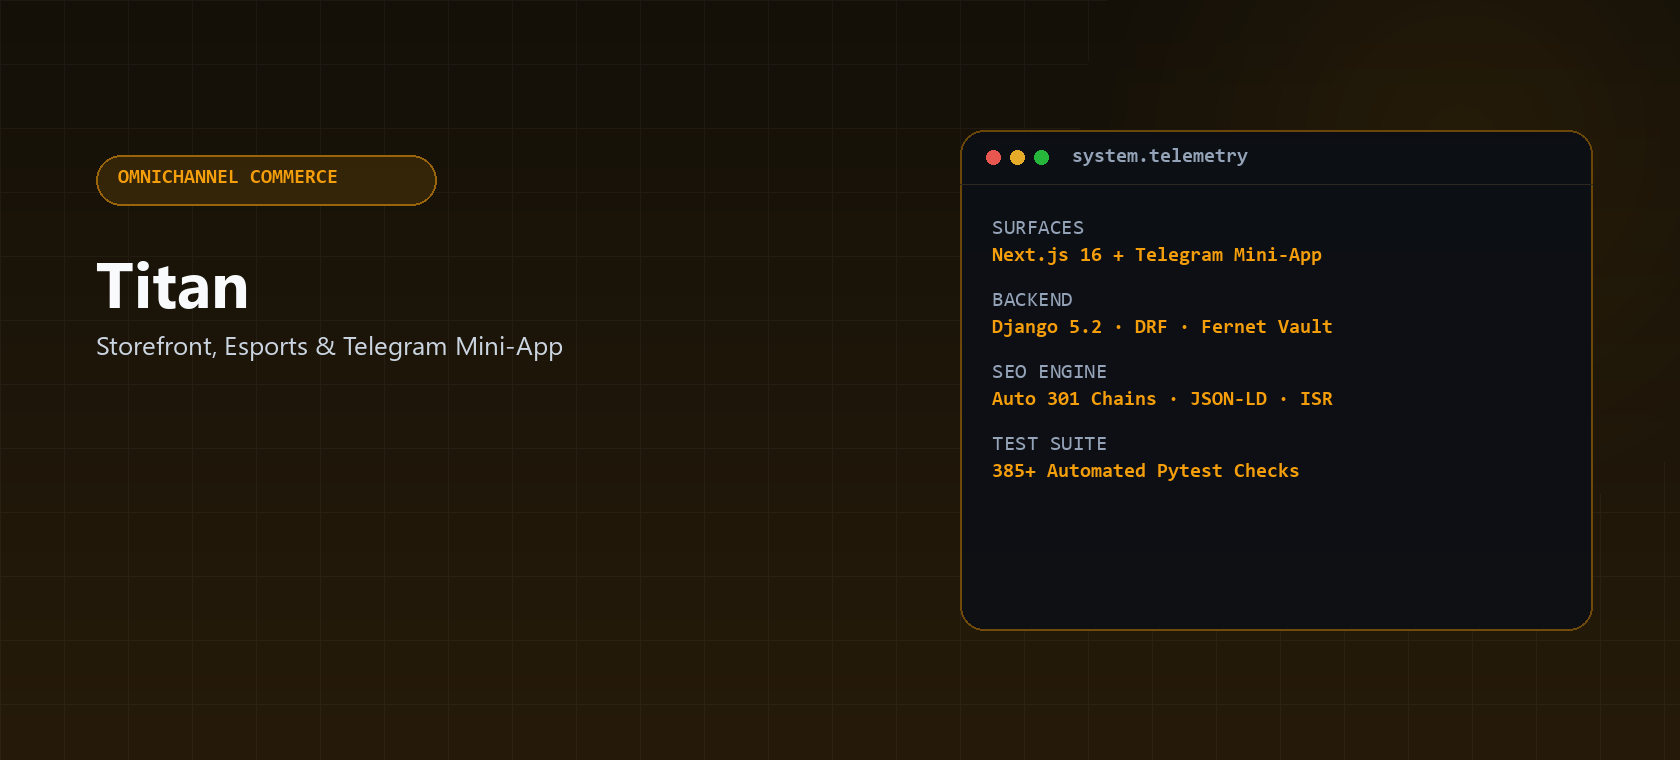 OMNICHANNEL COMMERCE
Titan
Storefront, Esports & Telegram Mini-App
system.telemetry
SURFACES
Next.js 16 + Telegram Mini-App
BACKEND
Django 5.2 · DRF · Fernet Vault
SEO ENGINE
Auto 301 Chains · JSON-LD · ISR
TEST SUITE
385+ Automated Pytest Checks